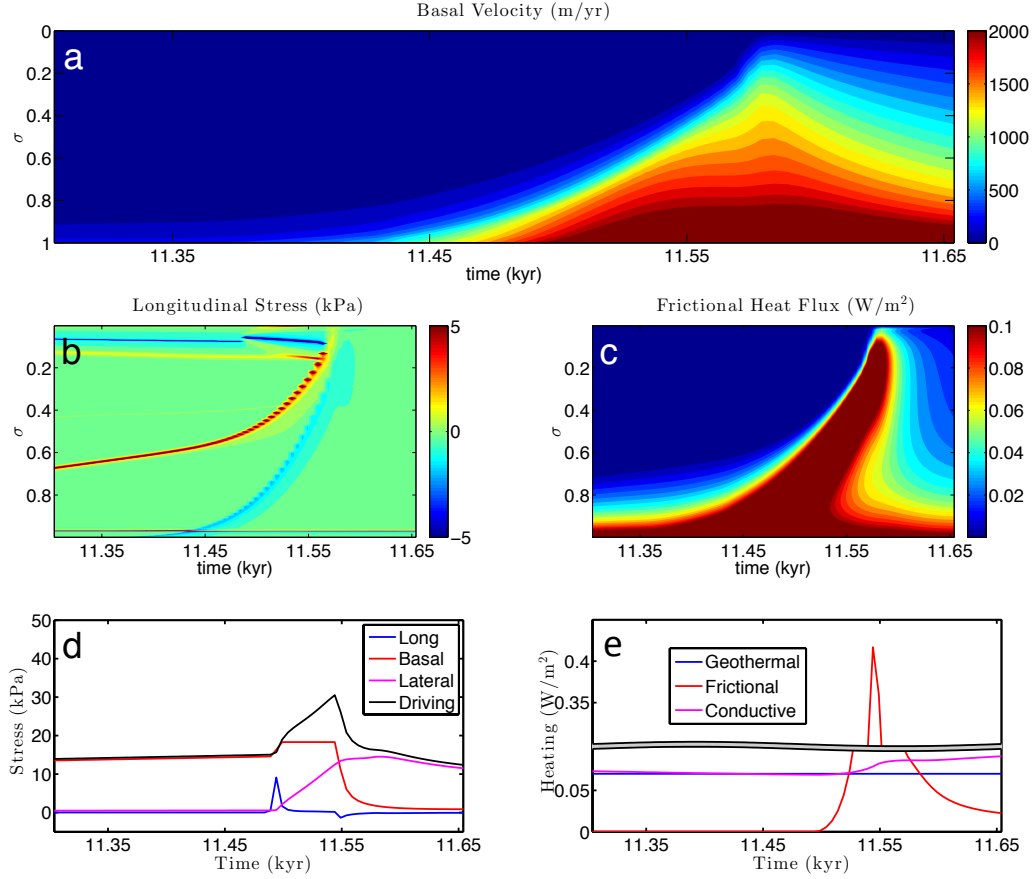 Basal Velocity (m/yr)
a
σ
0
0.2
0.4
0.6
0.8
1
11.35
11.45
11.55
11.65
time (kyr)
2000
1500
1000
500
0
Longitudinal Stress (kPa)
b
σ
0.2
0.4
0.6
0.8
11.35
11.45
11.55
11.65
time (kyr)
5
0
−5
Frictional Heat Flux (W/m²)
c
σ
0.2
0.4
0.6
0.8
11.35
11.45
11.55
11.65
time (kyr)
0.1
0.08
0.06
0.04
0.02
d
Stress (kPa)
50
40
30
20
10
0
Long
Basal
Lateral
Driving
11.35
11.45
11.55
11.65
Time (kyr)
e
Heating (W/m²)
0.4
0.35
0.05
0
Geothermal
Frictional
Conductive
11.35
11.45
11.55
11.65
Time (kyr)